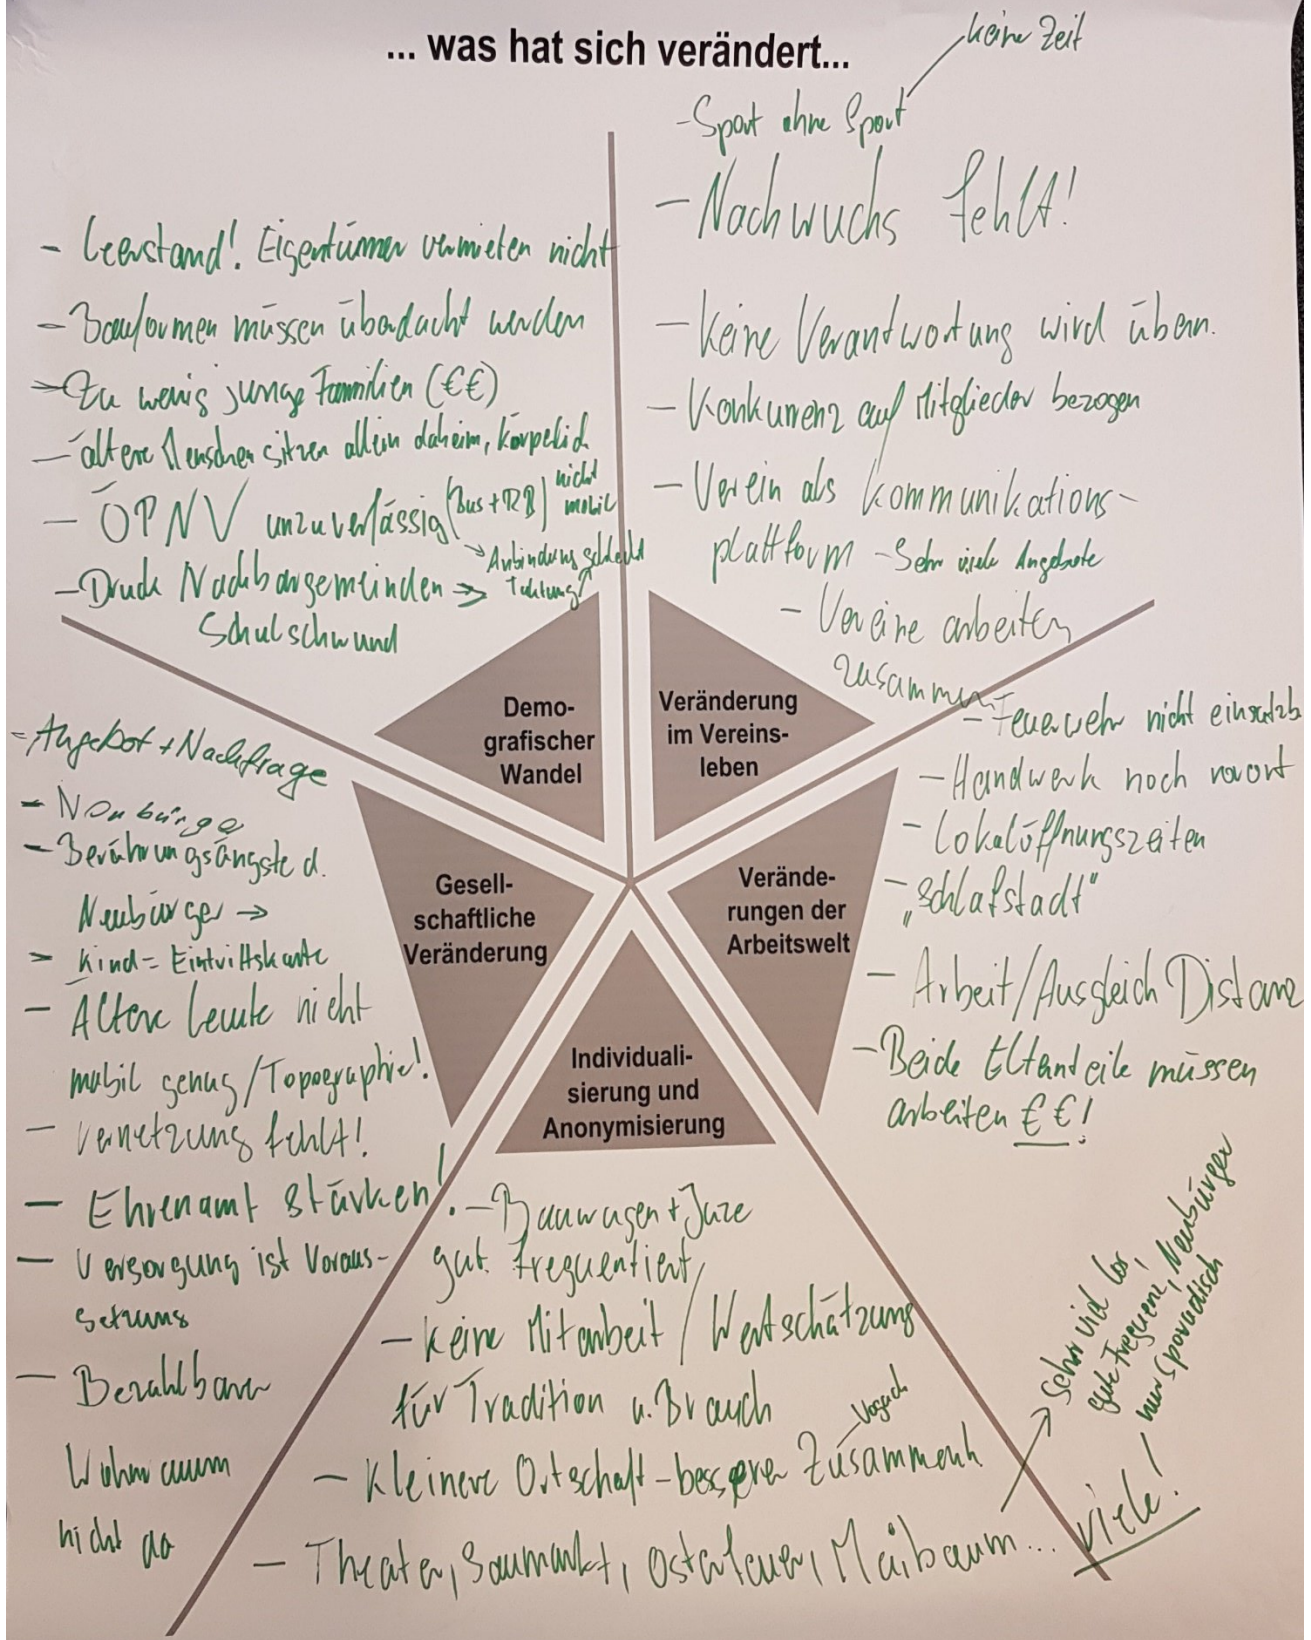 ... was hat sich verändert...
keine Zeit
- Sport ohne Sport
- Nachwuchs fehlt!
- keine Verantwortung wird übern.
- Konkurrenz auf Mitglieder bezogen
- Verein als Kommunikations-
plattform - Sehr viele Angebote
- Vereine arbeiten
zusammen
- Leerstand! Eigentümer vermieten nicht
- Bauformen müssen überdacht werden
- Zu wenig junge Familien (€€)
- ältere Menschen sitzen allein daheim, körperlich
nicht
mobil
- ÖPNV unzuverlässig (Bus + RB)
→ Anbindung schlecht
- Druck Nachbargemeinden →
Schulschwund
Demo-
grafischer
Wandel
Veränderung
im Vereins-
leben
- Feuerwehr nicht einsatzb
- Handwerk noch vorort
- Lokalöffnungszeiten
- „Schlafstadt"
- Arbeit/Ausgleich Distanz
- Beide Elternteile müssen
arbeiten €€!
Verände-
rungen der
Arbeitswelt
Gesell-
schaftliche
Veränderung
- Angebot + Nachfrage
- Neubürger
- Berührungsängste d.
Neubürger →
- Kind = Eintrittskarte
- Ältere Leute nicht
mobil genug/Topographie!
- Vernetzung fehlt!
- Ehrenamt stärken!
- Versorgung ist Voraus-
setzung
- Bezahlbarer
Wohnraum
nicht da
Individuali-
sierung und
Anonymisierung
- Bauwagen + Juze
gut frequentiert,
- keine Mitarbeit / Wertschätzung
für Tradition u. Brauch
- Kleinere Ortschaft - besserer Zusammenh
- Theater, Saumarkt, Osterfeuer, Maibaum... viele!
→ Sehr viel los,
gute Frequenz, Neubürger
nur sporadisch